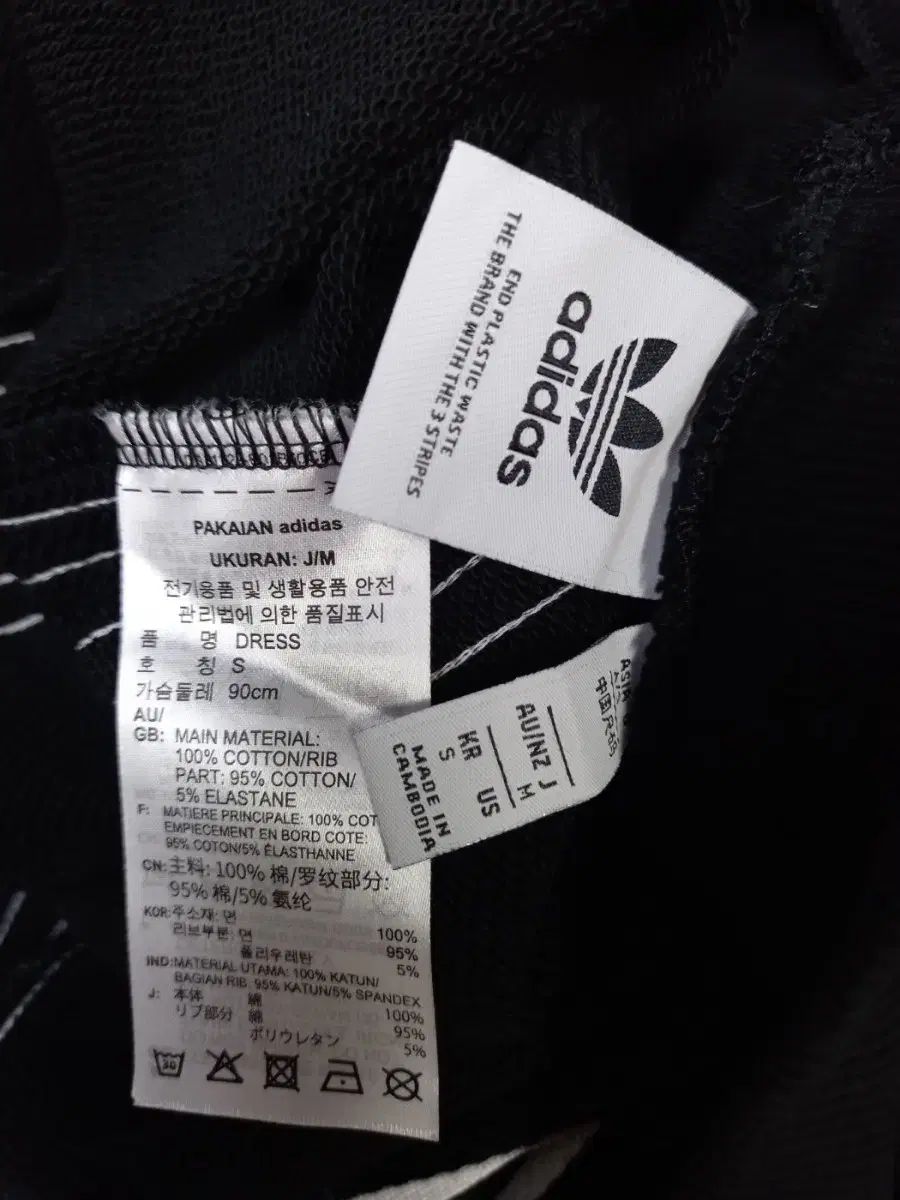 adidas
THE BRAND WITH THE 3 STRIPES
END PLASTIC WASTE
PAKAIAN adidas
UKURAN: J/M
전기용품 및 생활용품 안전
관리법에 의한 품질표시
품 명 DRESS
호 칭 S
가슴둘레 90cm
AU/
GB: MAIN MATERIAL:
100% COTTON/RIB
PART: 95% COTTON/
5% ELASTANE
F: MATIERE PRINCIPALE: 100% COT
EMPIECEMENT EN BORD COTE:
95% COTON/5% ÉLASTHANNE
CN: 主料: 100% 棉/罗纹部分:
95% 棉/5% 氨纶
KOR: 주소재: 면 100%
리브부분: 면 95%
폴리우레탄 5%
IND: MATERIAL UTAMA: 100% KATUN/
BAGIAN RIB: 95% KATUN/5% SPANDEX
J: 本体 綿 100%
リブ部分 綿 95%
ポリウレタン 5%
30
AU/NZ J
M
KR US
S
MADE IN
CAMBODIA